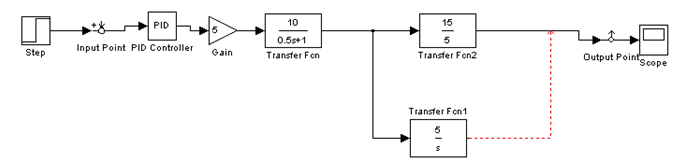 Step
+
Input Point
PID
PID Controller
5
Gain
10
0.5s+1
Transfer Fcn
15
5
Transfer Fcn2
Transfer Fcn1
5
s
Output Point
Scope